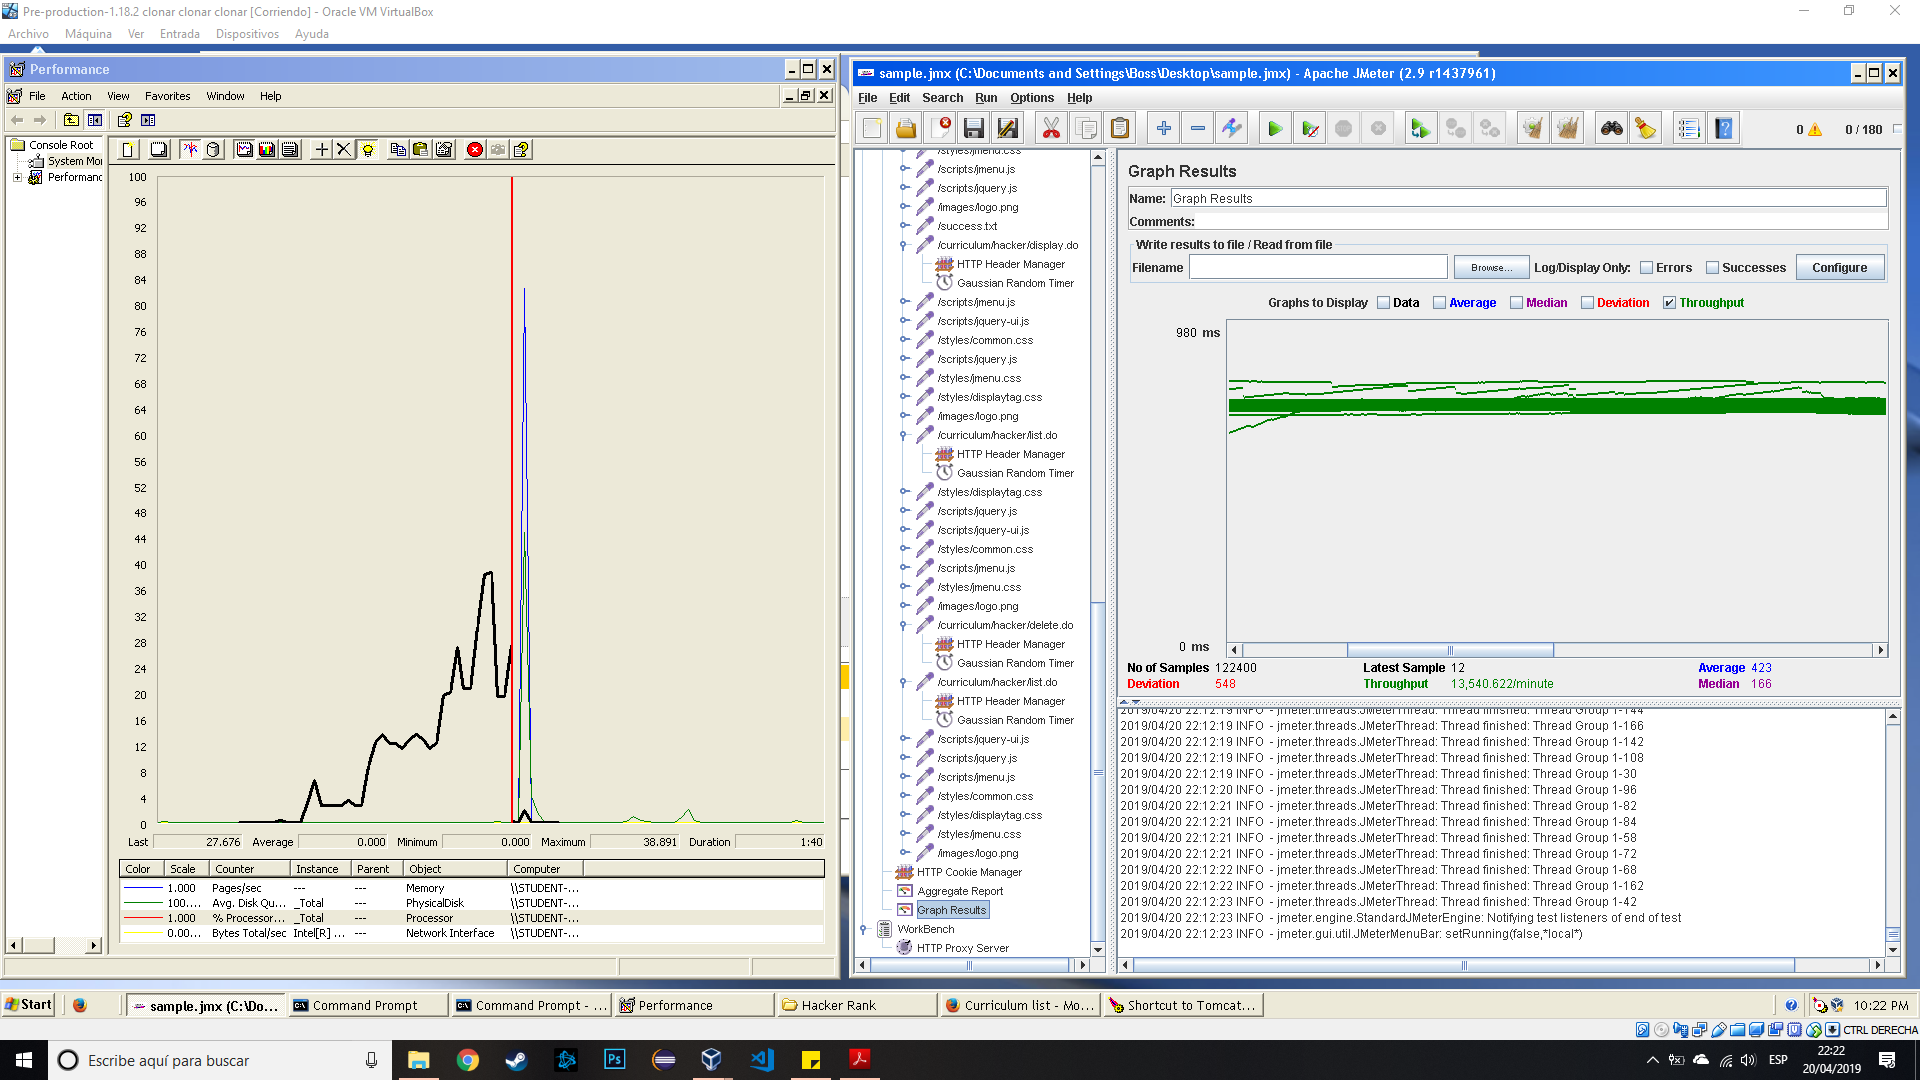 Pre-production-1.18.2 clonar clonar clonar [Corriendo] - Oracle VM VirtualBox
Archivo Máquina Ver Entrada Dispositivos Ayuda
Performance
File Action View Favorites Window Help
Console Root
System Mo
Performanc
100
96
92
88
84
80
76
72
68
64
60
56
52
48
44
40
36
32
28
24
20
16
12
8
4
0
Last 27.676 Average 0.000 Minimum 0.000 Maximum 38.891 Duration 1:40
Color Scale Counter Instance Parent Object Computer
1.000 Pages/sec --- --- Memory \\STUDENT-...
100.... Avg. Disk Qu... _Total --- PhysicalDisk \\STUDENT-...
1.000 % Processor... _Total --- Processor \\STUDENT-...
0.00... Bytes Total/sec Intel[R] ... --- Network Interface \\STUDENT-...
sample.jmx (C:\Documents and Settings\Boss\Desktop\sample.jmx) - Apache JMeter (2.9 r1437961)
File Edit Search Run Options Help
0 0 / 180
/styles/jmenu.css
/scripts/jmenu.js
/scripts/jquery.js
/images/logo.png
/success.txt
/curriculum/hacker/display.do
HTTP Header Manager
Gaussian Random Timer
/scripts/jmenu.js
/scripts/jquery-ui.js
/styles/common.css
/scripts/jquery.js
/styles/jmenu.css
/styles/displaytag.css
/images/logo.png
/curriculum/hacker/list.do
HTTP Header Manager
Gaussian Random Timer
/styles/displaytag.css
/scripts/jquery.js
/scripts/jquery-ui.js
/styles/common.css
/scripts/jmenu.js
/styles/jmenu.css
/images/logo.png
/curriculum/hacker/delete.do
HTTP Header Manager
Gaussian Random Timer
/curriculum/hacker/list.do
HTTP Header Manager
Gaussian Random Timer
/scripts/jquery-ui.js
/scripts/jquery.js
/scripts/jmenu.js
/styles/common.css
/styles/displaytag.css
/styles/jmenu.css
/images/logo.png
HTTP Cookie Manager
Aggregate Report
Graph Results
WorkBench
HTTP Proxy Server
Graph Results
Name: Graph Results
Comments:
Write results to file / Read from file
Filename Browse... Log/Display Only: Errors Successes Configure
Graphs to Display Data Average Median Deviation Throughput
980 ms
0 ms
No of Samples 122400 Latest Sample 12 Average 423
Deviation 548 Throughput 13,540.622/minute Median 166
2019/04/20 22:12:19 INFO - jmeter.threads.JMeterThread: Thread finished: Thread Group 1-144
2019/04/20 22:12:19 INFO - jmeter.threads.JMeterThread: Thread finished: Thread Group 1-166
2019/04/20 22:12:19 INFO - jmeter.threads.JMeterThread: Thread finished: Thread Group 1-142
2019/04/20 22:12:19 INFO - jmeter.threads.JMeterThread: Thread finished: Thread Group 1-108
2019/04/20 22:12:19 INFO - jmeter.threads.JMeterThread: Thread finished: Thread Group 1-30
2019/04/20 22:12:20 INFO - jmeter.threads.JMeterThread: Thread finished: Thread Group 1-96
2019/04/20 22:12:21 INFO - jmeter.threads.JMeterThread: Thread finished: Thread Group 1-82
2019/04/20 22:12:21 INFO - jmeter.threads.JMeterThread: Thread finished: Thread Group 1-84
2019/04/20 22:12:21 INFO - jmeter.threads.JMeterThread: Thread finished: Thread Group 1-58
2019/04/20 22:12:21 INFO - jmeter.threads.JMeterThread: Thread finished: Thread Group 1-72
2019/04/20 22:12:22 INFO - jmeter.threads.JMeterThread: Thread finished: Thread Group 1-68
2019/04/20 22:12:22 INFO - jmeter.threads.JMeterThread: Thread finished: Thread Group 1-162
2019/04/20 22:12:23 INFO - jmeter.threads.JMeterThread: Thread finished: Thread Group 1-42
2019/04/20 22:12:23 INFO - jmeter.engine.StandardJMeterEngine: Notifying test listeners of end of test
2019/04/20 22:12:23 INFO - jmeter.gui.util.JMeterMenuBar: setRunning(false,*local*)
Start sample.jmx (C:\Do... Command Prompt Command Prompt - ... Performance Hacker Rank Curriculum list - Mo... Shortcut to Tomcat... 10:22 PM
CTRL DERECHA
Escribe aquí para buscar
ESP
22:22
20/04/2019